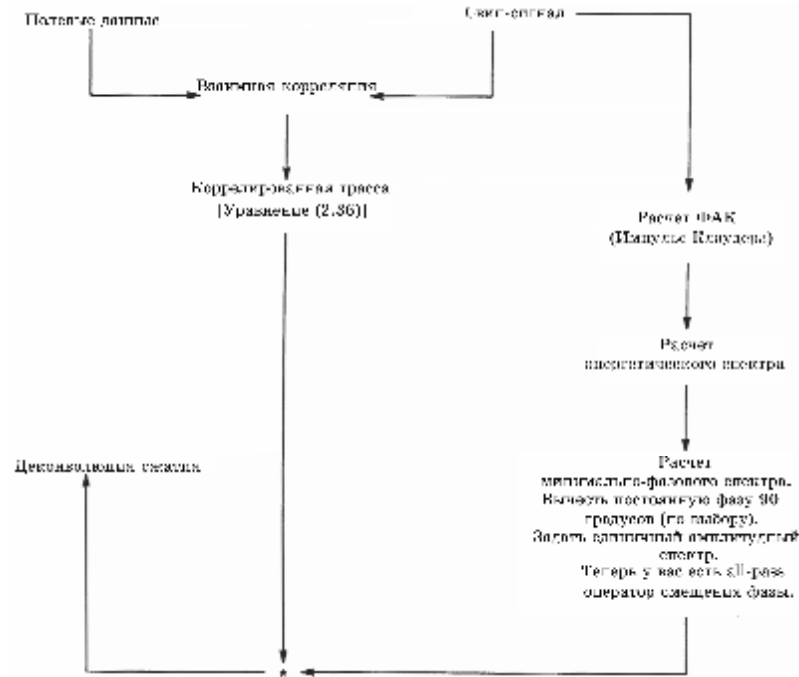 Полевые данные
Свип-сигнал
Взаимная корреляция
Коррелированная трасса
[Уравнение (2.36)]
Расчет ФАК
(Импульс Клаудера)
Расчет
энергетического спектра
Деконволюция сжатия
Расчет
минимально-фазового спектра.
Вычесть постоянную фазу 90
градусов (по выбору).
Задать единичный амплитудный
спектр.
Теперь у вас есть all-pass
оператор смещения фазы.
*